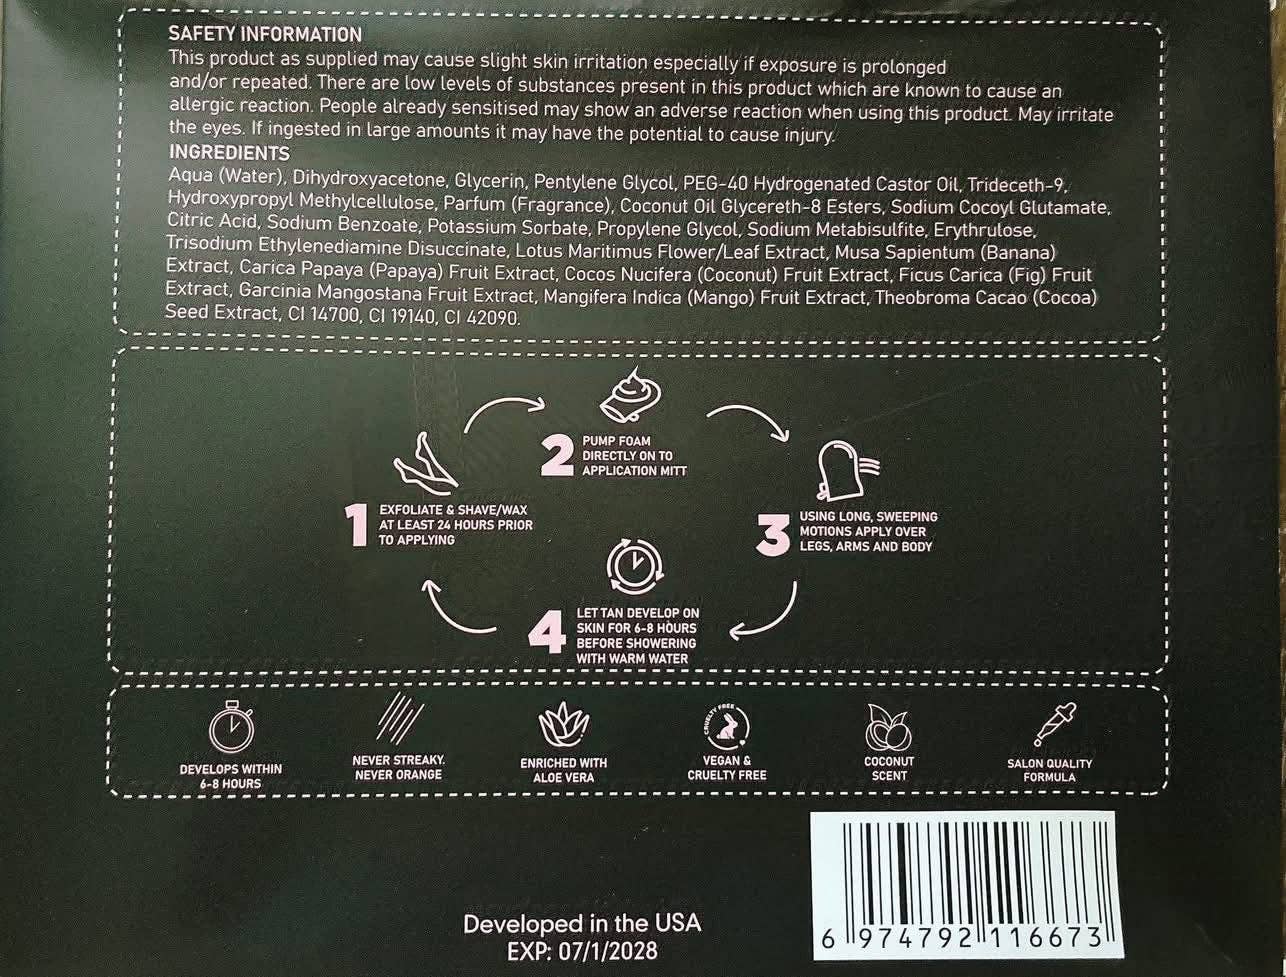 SAFETY INFORMATION
This product as supplied may cause slight skin irritation especially if exposure is prolonged
and/or repeated. There are low levels of substances present in this product which are known to cause an
allergic reaction. People already sensitised may show an adverse reaction when using this product. May irritate
the eyes. If ingested in large amounts it may have the potential to cause injury.
INGREDIENTS
Aqua (Water), Dihydroxyacetone, Glycerin, Pentylene Glycol, PEG-40 Hydrogenated Castor Oil, Trideceth-9,
Hydroxypropyl Methylcellulose, Parfum (Fragrance), Coconut Oil Glycereth-8 Esters, Sodium Cocoyl Glutamate,
Citric Acid, Sodium Benzoate, Potassium Sorbate, Propylene Glycol, Sodium Metabisulfite, Erythrulose,
Trisodium Ethylenediamine Disuccinate, Lotus Maritimus Flower/Leaf Extract, Musa Sapientum (Banana)
Extract, Carica Papaya (Papaya) Fruit Extract, Cocos Nucifera (Coconut) Fruit Extract, Ficus Carica (Fig) Fruit
Extract, Garcinia Mangostana Fruit Extract, Mangifera Indica (Mango) Fruit Extract, Theobroma Cacao (Cocoa)
Seed Extract, CI 14700, CI 19140, CI 42090.
1
EXFOLIATE & SHAVE/WAX
AT LEAST 24 HOURS PRIOR
TO APPLYING
2
PUMP FOAM
DIRECTLY ON TO
APPLICATION MITT
3
USING LONG, SWEEPING
MOTIONS APPLY OVER
LEGS, ARMS AND BODY
4
LET TAN DEVELOP ON
SKIN FOR 6-8 HOURS
BEFORE SHOWERING
WITH WARM WATER
DEVELOPS WITHIN
6-8 HOURS
NEVER STREAKY.
NEVER ORANGE
ENRICHED WITH
ALOE VERA
CRUELTY FREE
VEGAN &
CRUELTY FREE
COCONUT
SCENT
SALON QUALITY
FORMULA
Developed in the USA
EXP: 07/1/2028
6 974792 116673